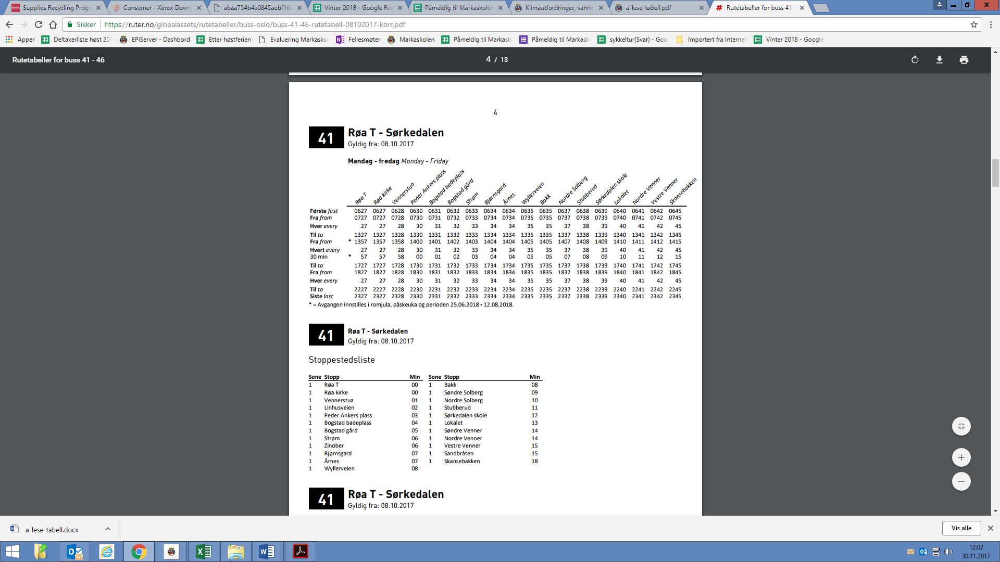 Supplies Recycling Progr
Consumer - Xerox Downl
abaa754b4a0845aebf1d
Vinter 2018 - Google Reg
Påmeldig til Markaskolen
Klimautfordringer, vanne
a-lese-tabell.pdf
Rutetabeller for buss 41 -
Sikker
https://ruter.no/globalassets/rutetabeller/buss-oslo/buss-41-46-rutetabell-08102017-korr.pdf
Apper
Deltakerliste høst 201
EPiServer - Dashbord
Etter høstferien
Evaluering Markasko
Fellesmøter
Markaskolen
Påmeldig til Markask
Påmeldig til Markask
sykkeltur(Svar) - Goo
Importert fra Internet
Vinter 2018 - Google
Rutetabeller for buss 41 - 46
4 / 13
4
41 Røa T - Sørkedalen
Gyldig fra: 08.10.2017
Mandag - fredag Monday - Friday
Røa T Røa kirke Vennerstua Peder Ankers plass Bogstad badeplass Bogstad gård Strøm Bjørnsgard Årnes Wyllerveien Bakk Nordre Solberg Stubberud Sørkedalen skole Lokalet Nordre Venner Vestre Venner Skansebakken
Første first 0627 0627 0628 0630 0631 0632 0633 0634 0634 0635 0635 0637 0638 0639 0640 0641 0642 0645
Fra from 0727 0727 0728 0730 0731 0732 0733 0734 0734 0735 0735 0737 0738 0739 0740 0741 0742 0745
Hver every 27 27 28 30 31 32 33 34 34 35 35 37 38 39 40 41 42 45
Til to 1327 1327 1328 1330 1331 1332 1333 1334 1334 1335 1335 1337 1338 1339 1340 1341 1342 1345
Fra from * 1357 1357 1358 1400 1401 1402 1403 1404 1404 1405 1405 1407 1408 1409 1410 1411 1412 1415
Hvert every 27 27 28 30 31 32 33 34 34 35 35 37 38 39 40 41 42 45
30 min * 57 57 58 00 01 02 03 04 04 05 05 07 08 09 10 11 12 15
Til to 1727 1727 1728 1730 1731 1732 1733 1734 1734 1735 1735 1737 1738 1739 1740 1741 1742 1745
Fra from 1827 1827 1828 1830 1831 1832 1833 1834 1834 1835 1835 1837 1838 1839 1840 1841 1842 1845
Hver every 27 27 28 30 31 32 33 34 34 35 35 37 38 39 40 41 42 45
Til to 2227 2227 2228 2230 2231 2232 2233 2234 2234 2235 2235 2237 2238 2239 2240 2241 2242 2245
Siste last 2327 2327 2328 2330 2331 2332 2333 2334 2334 2335 2335 2337 2338 2339 2340 2341 2342 2345
* = Avgangen innstilles i romjula, påskeuka og perioden 25.06.2018 - 12.08.2018.
41 Røa T - Sørkedalen
Gyldig fra: 08.10.2017
Stoppestedsliste
Sone Stopp Min Sone Stopp Min
1 Røa T 00 1 Bakk 08
1 Røa kirke 00 1 Søndre Solberg 09
1 Vennerstua 01 1 Nordre Solberg 10
1 Linhusveien 02 1 Stubberud 11
1 Peder Ankers plass 03 1 Sørkedalen skole 12
1 Bogstad badeplass 04 1 Lokalet 13
1 Bogstad gård 05 1 Søndre Venner 14
1 Strøm 06 1 Nordre Venner 14
1 Zinober 06 1 Vestre Venner 15
1 Bjørnsgard 07 1 Sandbråten 15
1 Årnes 07 1 Skansebakken 18
1 Wyllerveien 08
41 Røa T - Sørkedalen
Gyldig fra: 08.10.2017
a-lese-tabell.docx
Vis alle
12:02
30.11.2017